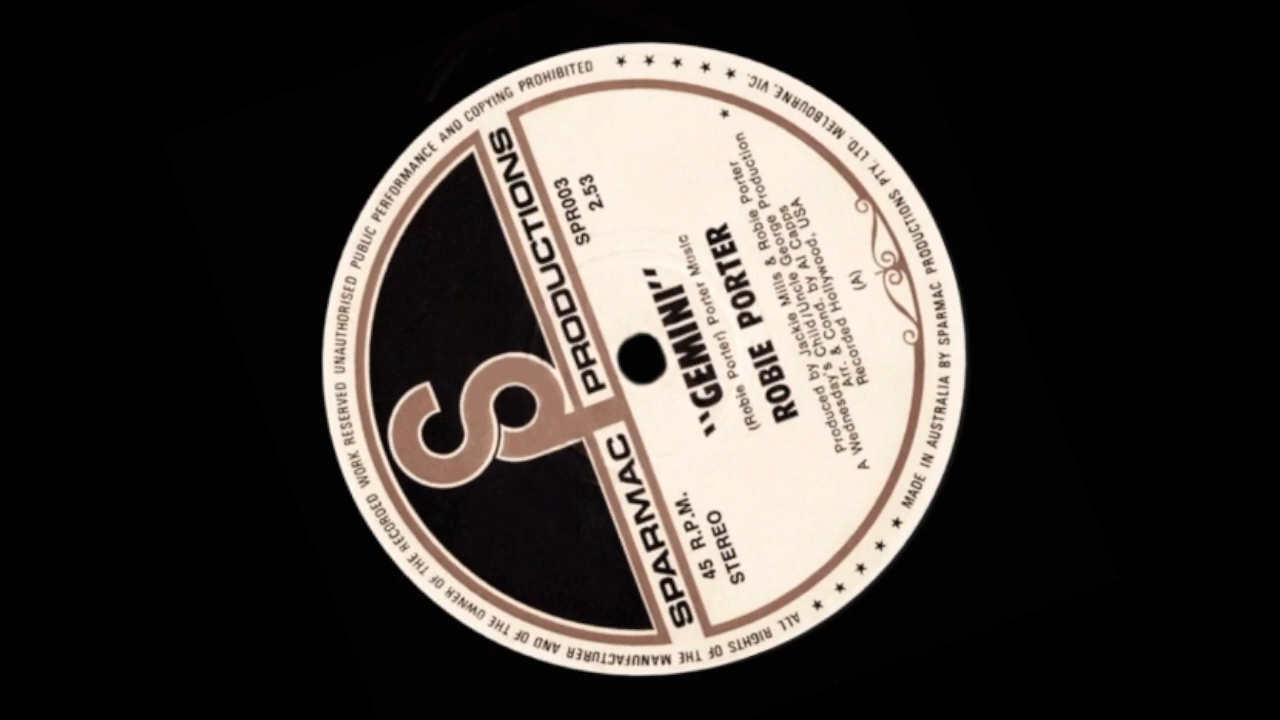 SPARMAC PRODUCTIONS
45 R.P.M.
STEREO
SPR003
2.53
"GEMINI"
(Robie Porter) Porter Music
ROBIE PORTER
Produced by Jackie Mills & Robie Porter
A Wednesday's Child/Uncle George Production
Arr. & Cond. by Al Capps
Recorded Hollywood, USA
(A)
ALL RIGHTS OF THE MANUFACTURER AND OF THE OWNER OF THE RECORDED WORK RESERVED UNAUTHORISED PUBLIC PERFORMANCE AND COPYING PROHIBITED
MADE IN AUSTRALIA BY SPARMAC PRODUCTIONS PTY. LTD. MELBOURNE, VIC.